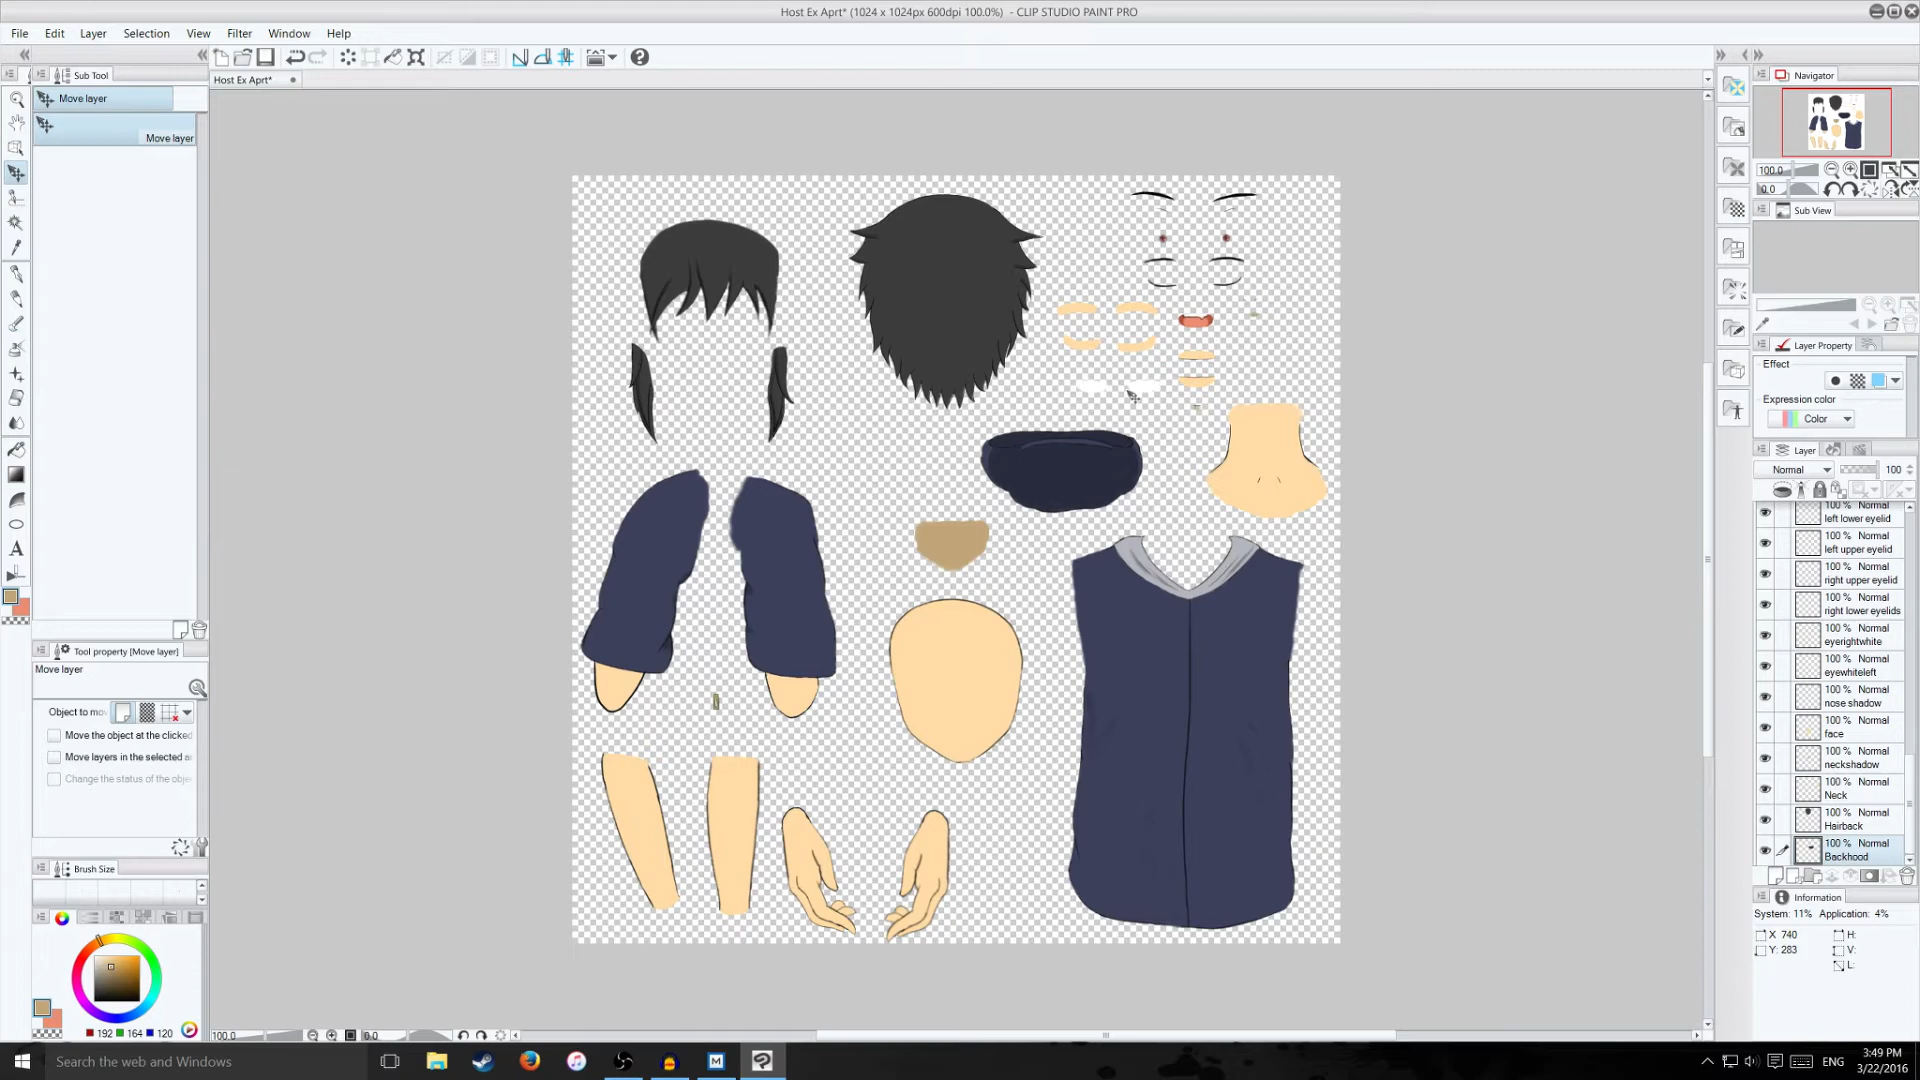 Host Ex Aprt* (1024 x 1024px 600dpi 100.0%) - CLIP STUDIO PAINT PRO
File Edit Layer Selection View Filter Window Help
Sub Tool
Host Ex Aprt*
Navigator
Move layer
Move layer
100.0
0.0
Sub View
Layer Property
Effect
Expression color
Color
Layer
Normal 100
100 % Normal
left lower eyelid
100 % Normal
left upper eyelid
100 % Normal
right upper eyelid
100 % Normal
right lower eyelids
100 % Normal
eyerightwhite
100 % Normal
eyewhiteleft
100 % Normal
nose shadow
100 % Normal
face
100 % Normal
neckshadow
100 % Normal
Neck
100 % Normal
Hairback
100 % Normal
Backhood
A
Tool property [Move layer]
Move layer
Object to mov
Move the object at the clicked
Move layers in the selected a
Change the status of the obje
Brush Size
192 164 120
100.0 0.0
Information
System: 11% Application: 4%
X 740 H:
Y: 283 V:
L:
Search the web and Windows
M
ENG
3:49 PM
3/22/2016